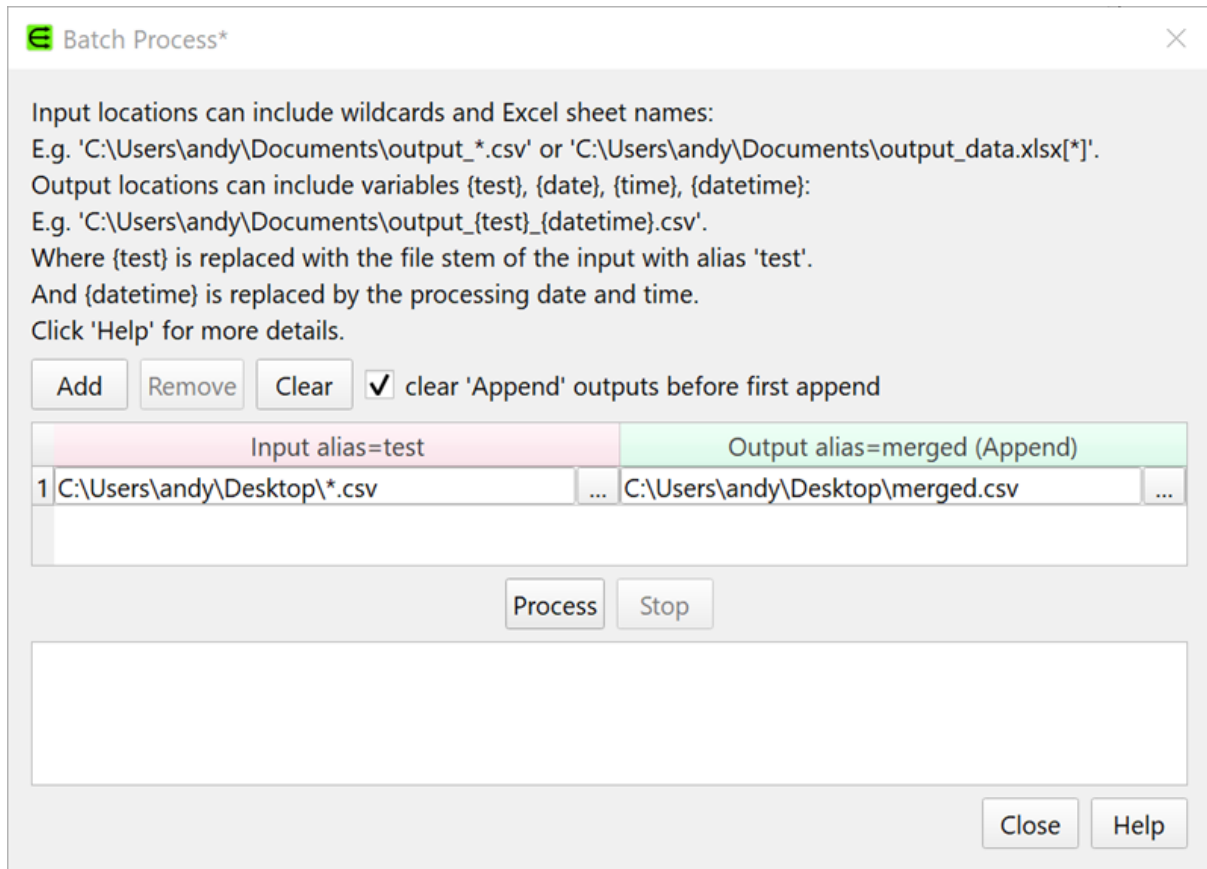 Batch Process*
Input locations can include wildcards and Excel sheet names:
E.g. 'C:\Users\andy\Documents\output_*.csv' or 'C:\Users\andy\Documents\output_data.xlsx[*]'.
Output locations can include variables {test}, {date}, {time}, {datetime}:
E.g. 'C:\Users\andy\Documents\output_{test}_{datetime}.csv'.
Where {test} is replaced with the file stem of the input with alias 'test'.
And {datetime} is replaced by the processing date and time.
Click 'Help' for more details.
Add Remove Clear clear 'Append' outputs before first append
Input alias=test Output alias=merged (Append)
1 C:\Users\andy\Desktop\*.csv ... C:\Users\andy\Desktop\merged.csv ...
Process Stop
Close Help